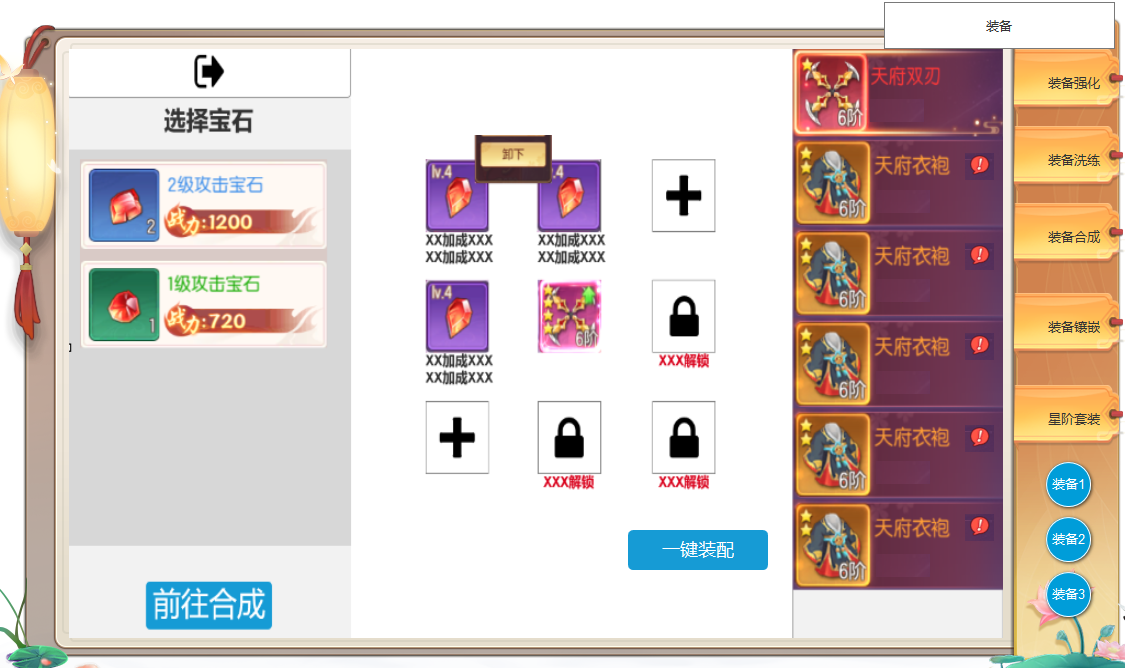 装备
选择宝石
2级攻击宝石
2
战力:1200
1级攻击宝石
1
战力:720
前往合成
卸下
lv.4
.4
XX加成XXX
XX加成XXX
XX加成XXX
XX加成XXX
lv.4
6阶
XX加成XXX
XX加成XXX
XXX解锁
XXX解锁
XXX解锁
一键装配
天府双刃
6阶
天府衣袍
6阶
天府衣袍
6阶
天府衣袍
6阶
天府衣袍
6阶
天府衣袍
6阶
装备强化
装备洗练
装备合成
装备镶嵌
星阶套装
装备1
装备2
装备3